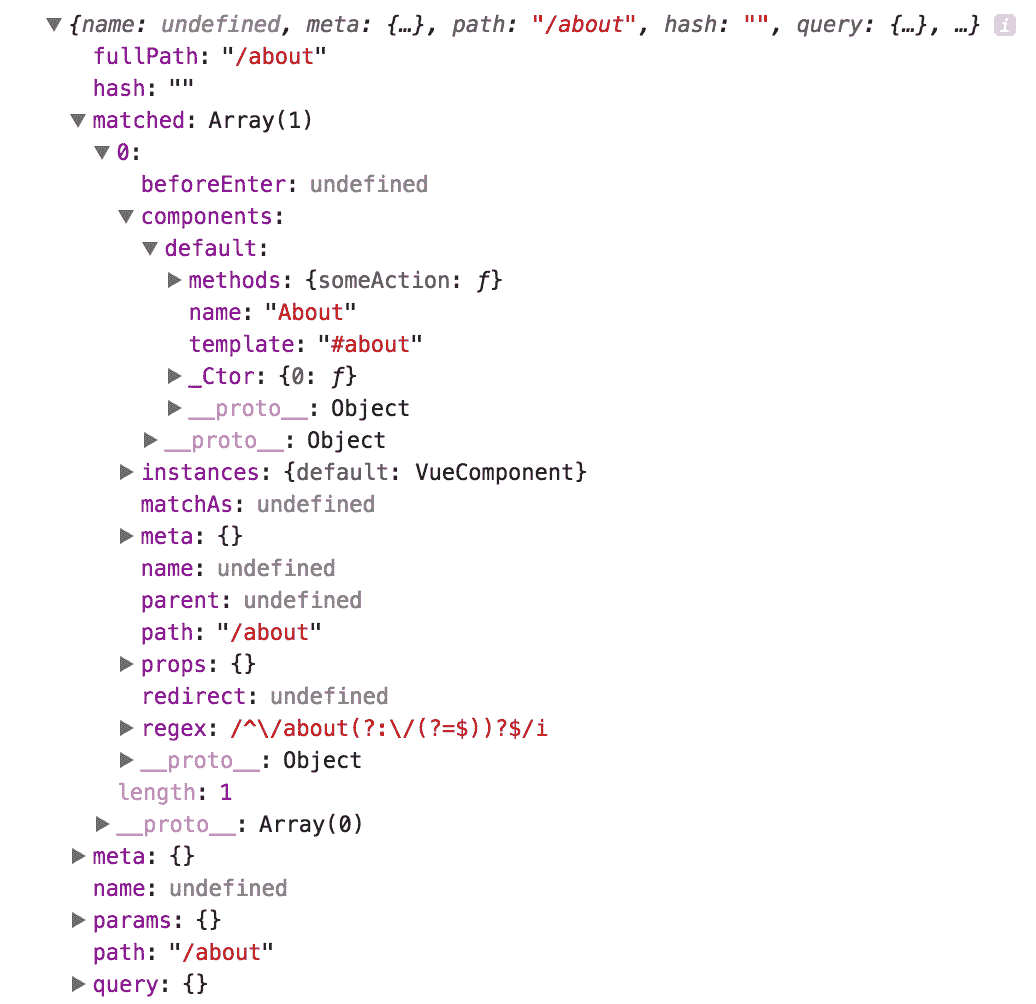 ▼ {name: undefined, meta: {…}, path: "/about", hash: "", query: {…}, …} i
fullPath: "/about"
hash: ""
▼ matched: Array(1)
▼ 0:
beforeEnter: undefined
▼ components:
▼ default:
▶ methods: {someAction: ƒ}
name: "About"
template: "#about"
▶ _Ctor: {0: ƒ}
▶ __proto__: Object
▶ __proto__: Object
▶ instances: {default: VueComponent}
matchAs: undefined
▶ meta: {}
name: undefined
parent: undefined
path: "/about"
▶ props: {}
redirect: undefined
▶ regex: /^\/about(?:\/(?=$))?$/i
▶ __proto__: Object
length: 1
▶ __proto__: Array(0)
▶ meta: {}
name: undefined
▶ params: {}
path: "/about"
▶ query: {}